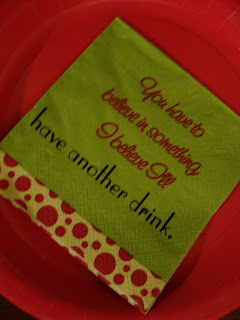 You have to
believe in something
I believe I'll
have another drink.